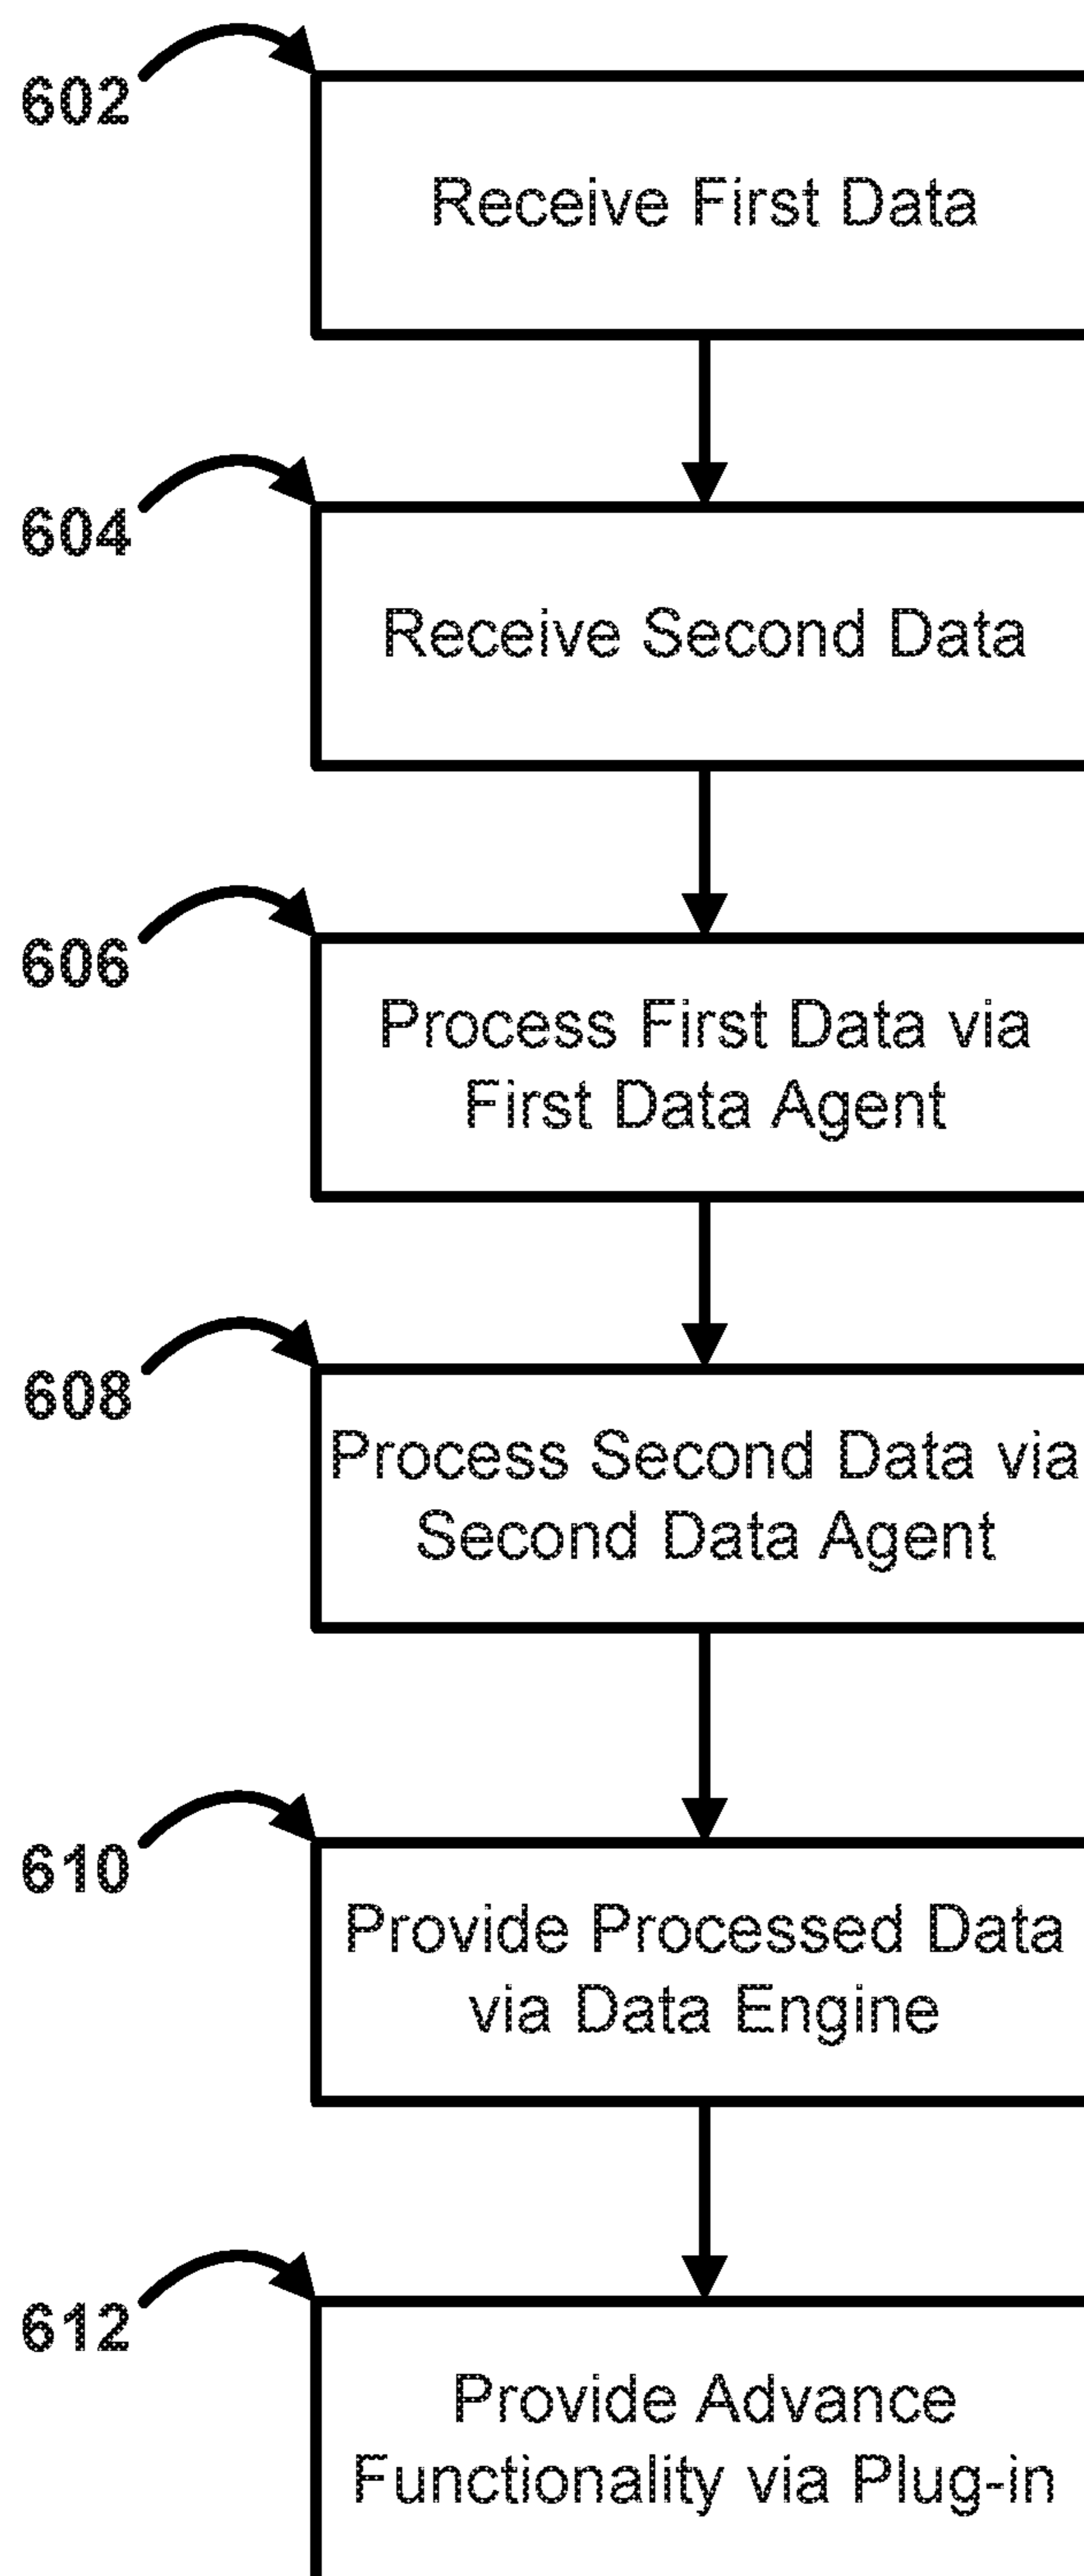 602
Receive First Data
604
Receive Second Data
606
Process First Data via
First Data Agent
608
Process Second Data via
Second Data Agent
610
Provide Processed Data
via Data Engine
612
Provide Advance
Functionality via Plug-in